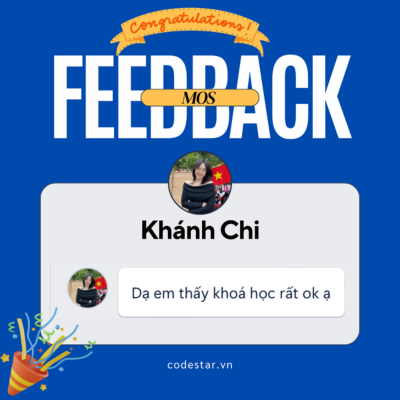 Congratulations!
FEEDBACK
MOS
Khánh Chi
Dạ em thấy khoá học rất ok ạ
codestar.vn